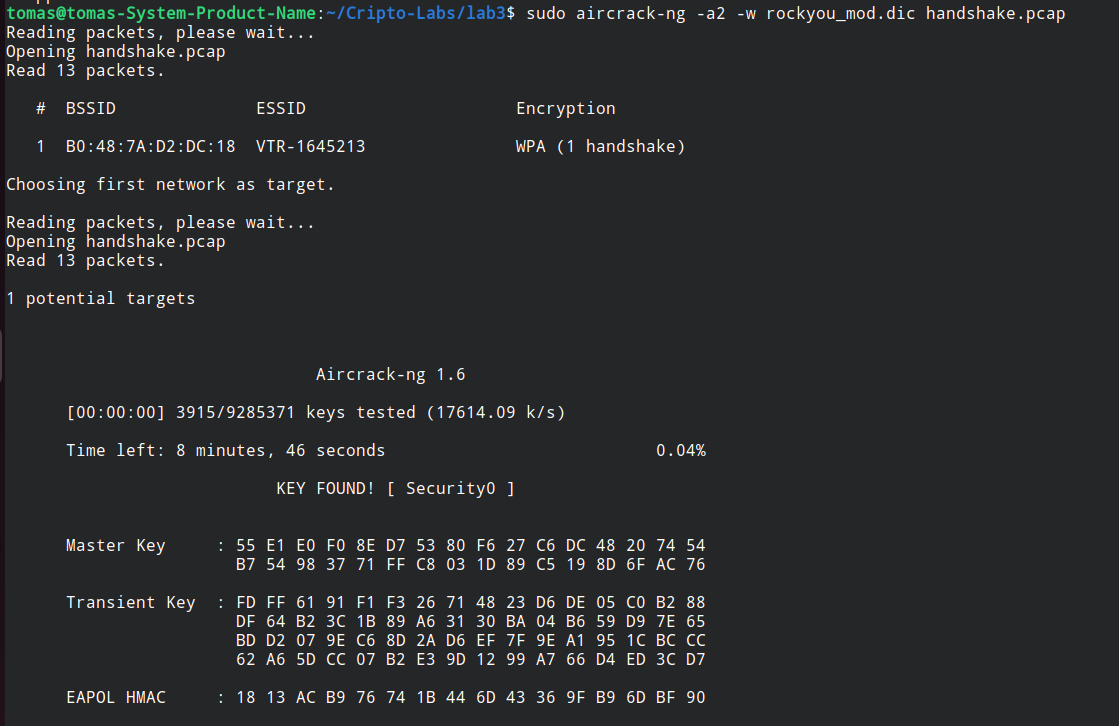 tomas@tomas-System-Product-Name:~/Cripto-Labs/lab3$ sudo aircrack-ng -a2 -w rockyou_mod.dic handshake.pcap
Reading packets, please wait...
Opening handshake.pcap
Read 13 packets.
# BSSID ESSID Encryption
1 B0:48:7A:D2:DC:18 VTR-1645213 WPA (1 handshake)
Choosing first network as target.
Reading packets, please wait...
Opening handshake.pcap
Read 13 packets.
1 potential targets
Aircrack-ng 1.6
[00:00:00] 3915/9285371 keys tested (17614.09 k/s)
Time left: 8 minutes, 46 seconds 0.04%
KEY FOUND! [ Security0 ]
Master Key : 55 E1 E0 F0 8E D7 53 80 F6 27 C6 DC 48 20 74 54
B7 54 98 37 71 FF C8 03 1D 89 C5 19 8D 6F AC 76
Transient Key : FD FF 61 91 F1 F3 26 71 48 23 D6 DE 05 C0 B2 88
DF 64 B2 3C 1B 89 A6 31 30 BA 04 B6 59 D9 7E 65
BD D2 07 9E C6 8D 2A D6 EF 7F 9E A1 95 1C BC CC
62 A6 5D CC 07 B2 E3 9D 12 99 A7 66 D4 ED 3C D7
EAPOL HMAC : 18 13 AC B9 76 74 1B 44 6D 43 36 9F B9 6D BF 90